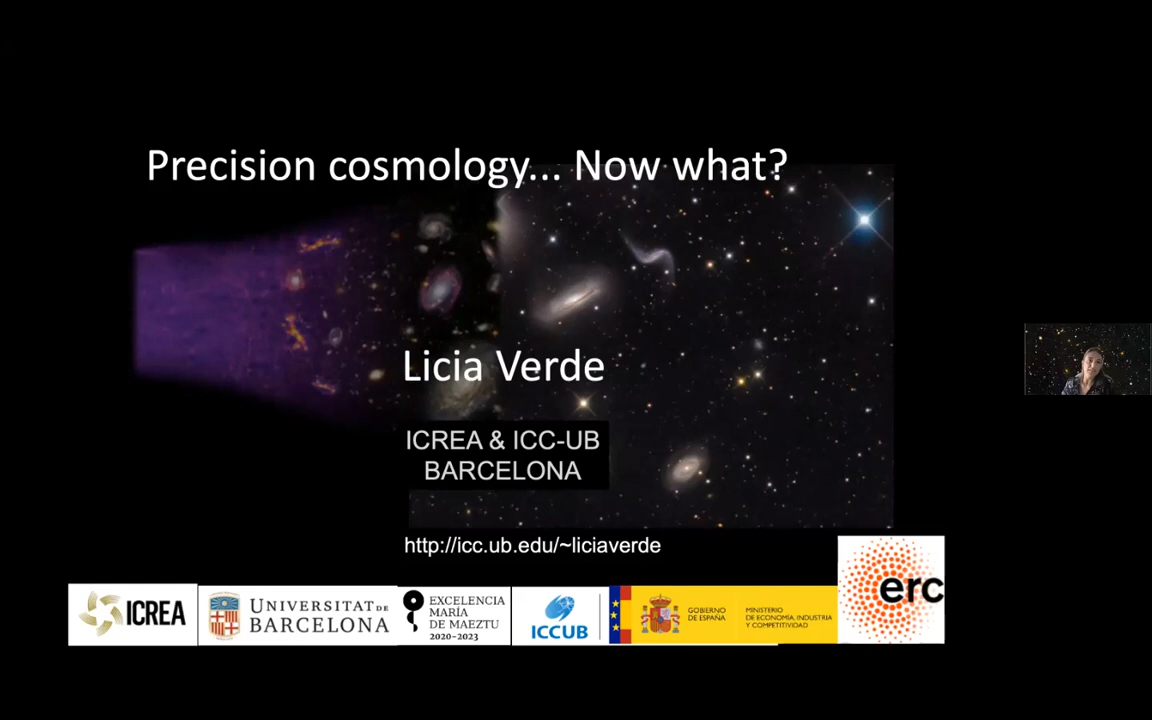 Precision cosmology... Now what?
Licia Verde
ICREA & ICC-UB
BARCELONA
http://icc.ub.edu/~liciaverde
ICREA
UNIVERSITAT DE
BARCELONA
EXCELENCIA
MARÍA
DE MAEZTU
2020-2023
ICCUB
GOBIERNO
DE ESPAÑA
MINISTERIO
DE ECONOMÍA, INDUSTRIA
Y COMPETITIVIDAD
erc